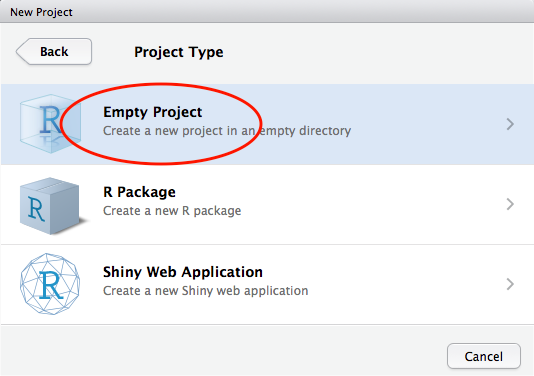 New Project
Back
Project Type
R
Empty Project
Create a new project in an empty directory
R
R Package
Create a new R package
R
Shiny Web Application
Create a new Shiny web application
Cancel